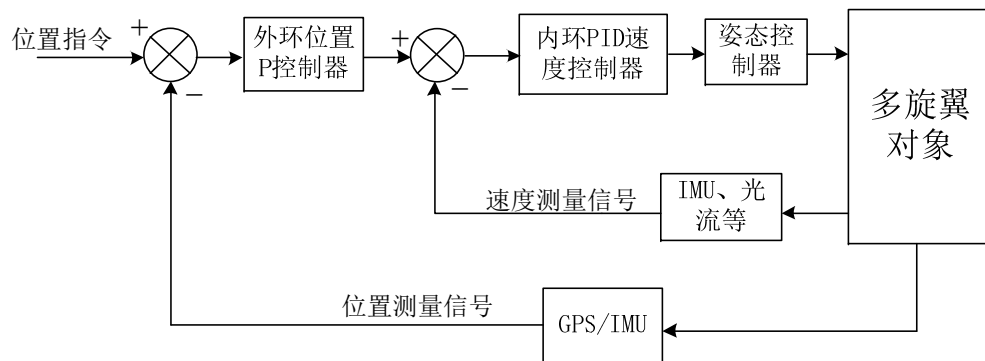 位置指令
+
−
外环位置
P控制器
+
−
内环PID速
度控制器
姿态控
制器
多旋翼
对象
速度测量信号
IMU、光
流等
位置测量信号
GPS/IMU